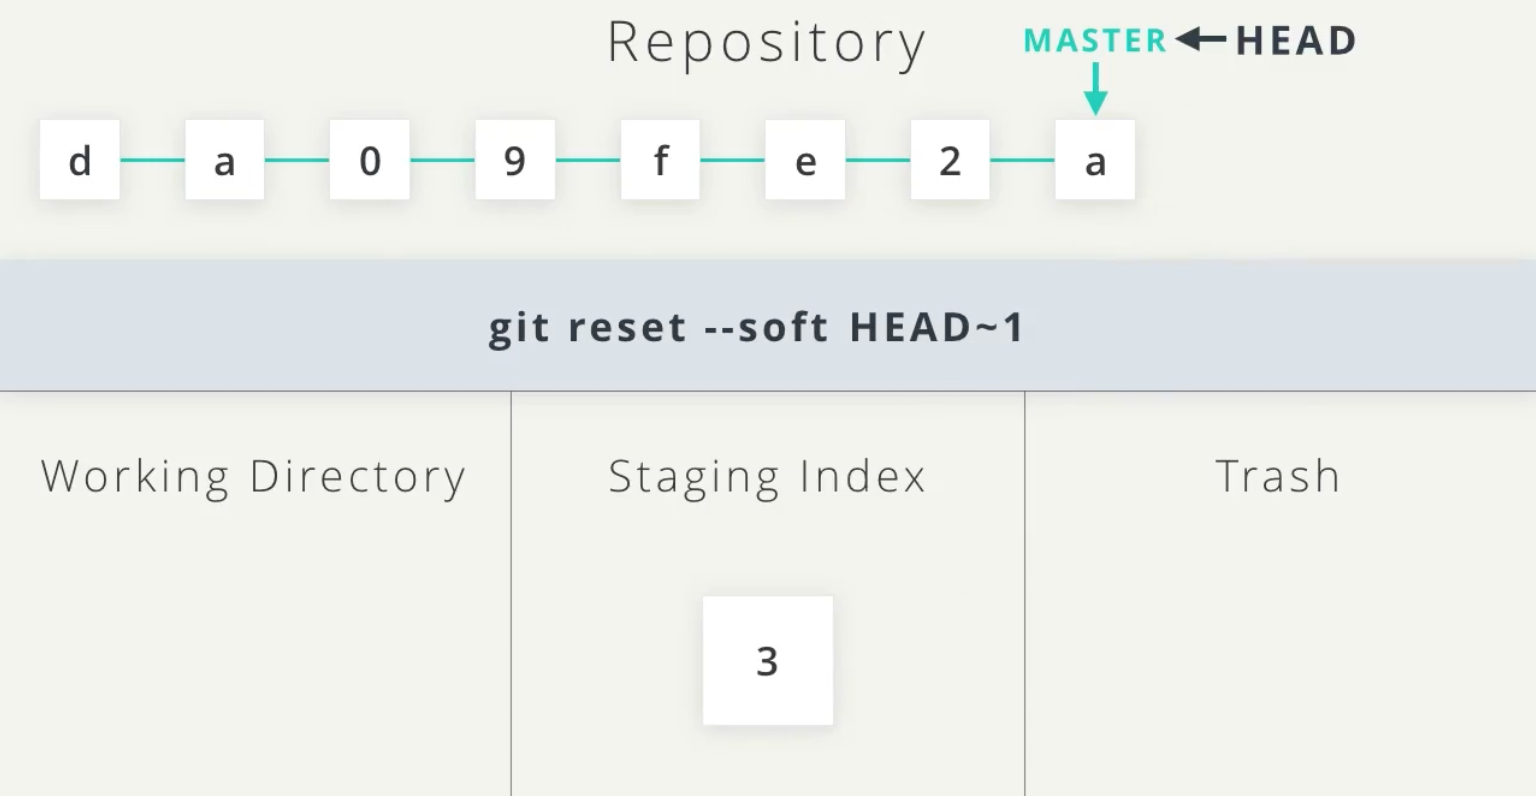 Repository
MASTER HEAD
d a 0 9 f e 2 a
git reset --soft HEAD~1
Working Directory
Staging Index
Trash
3